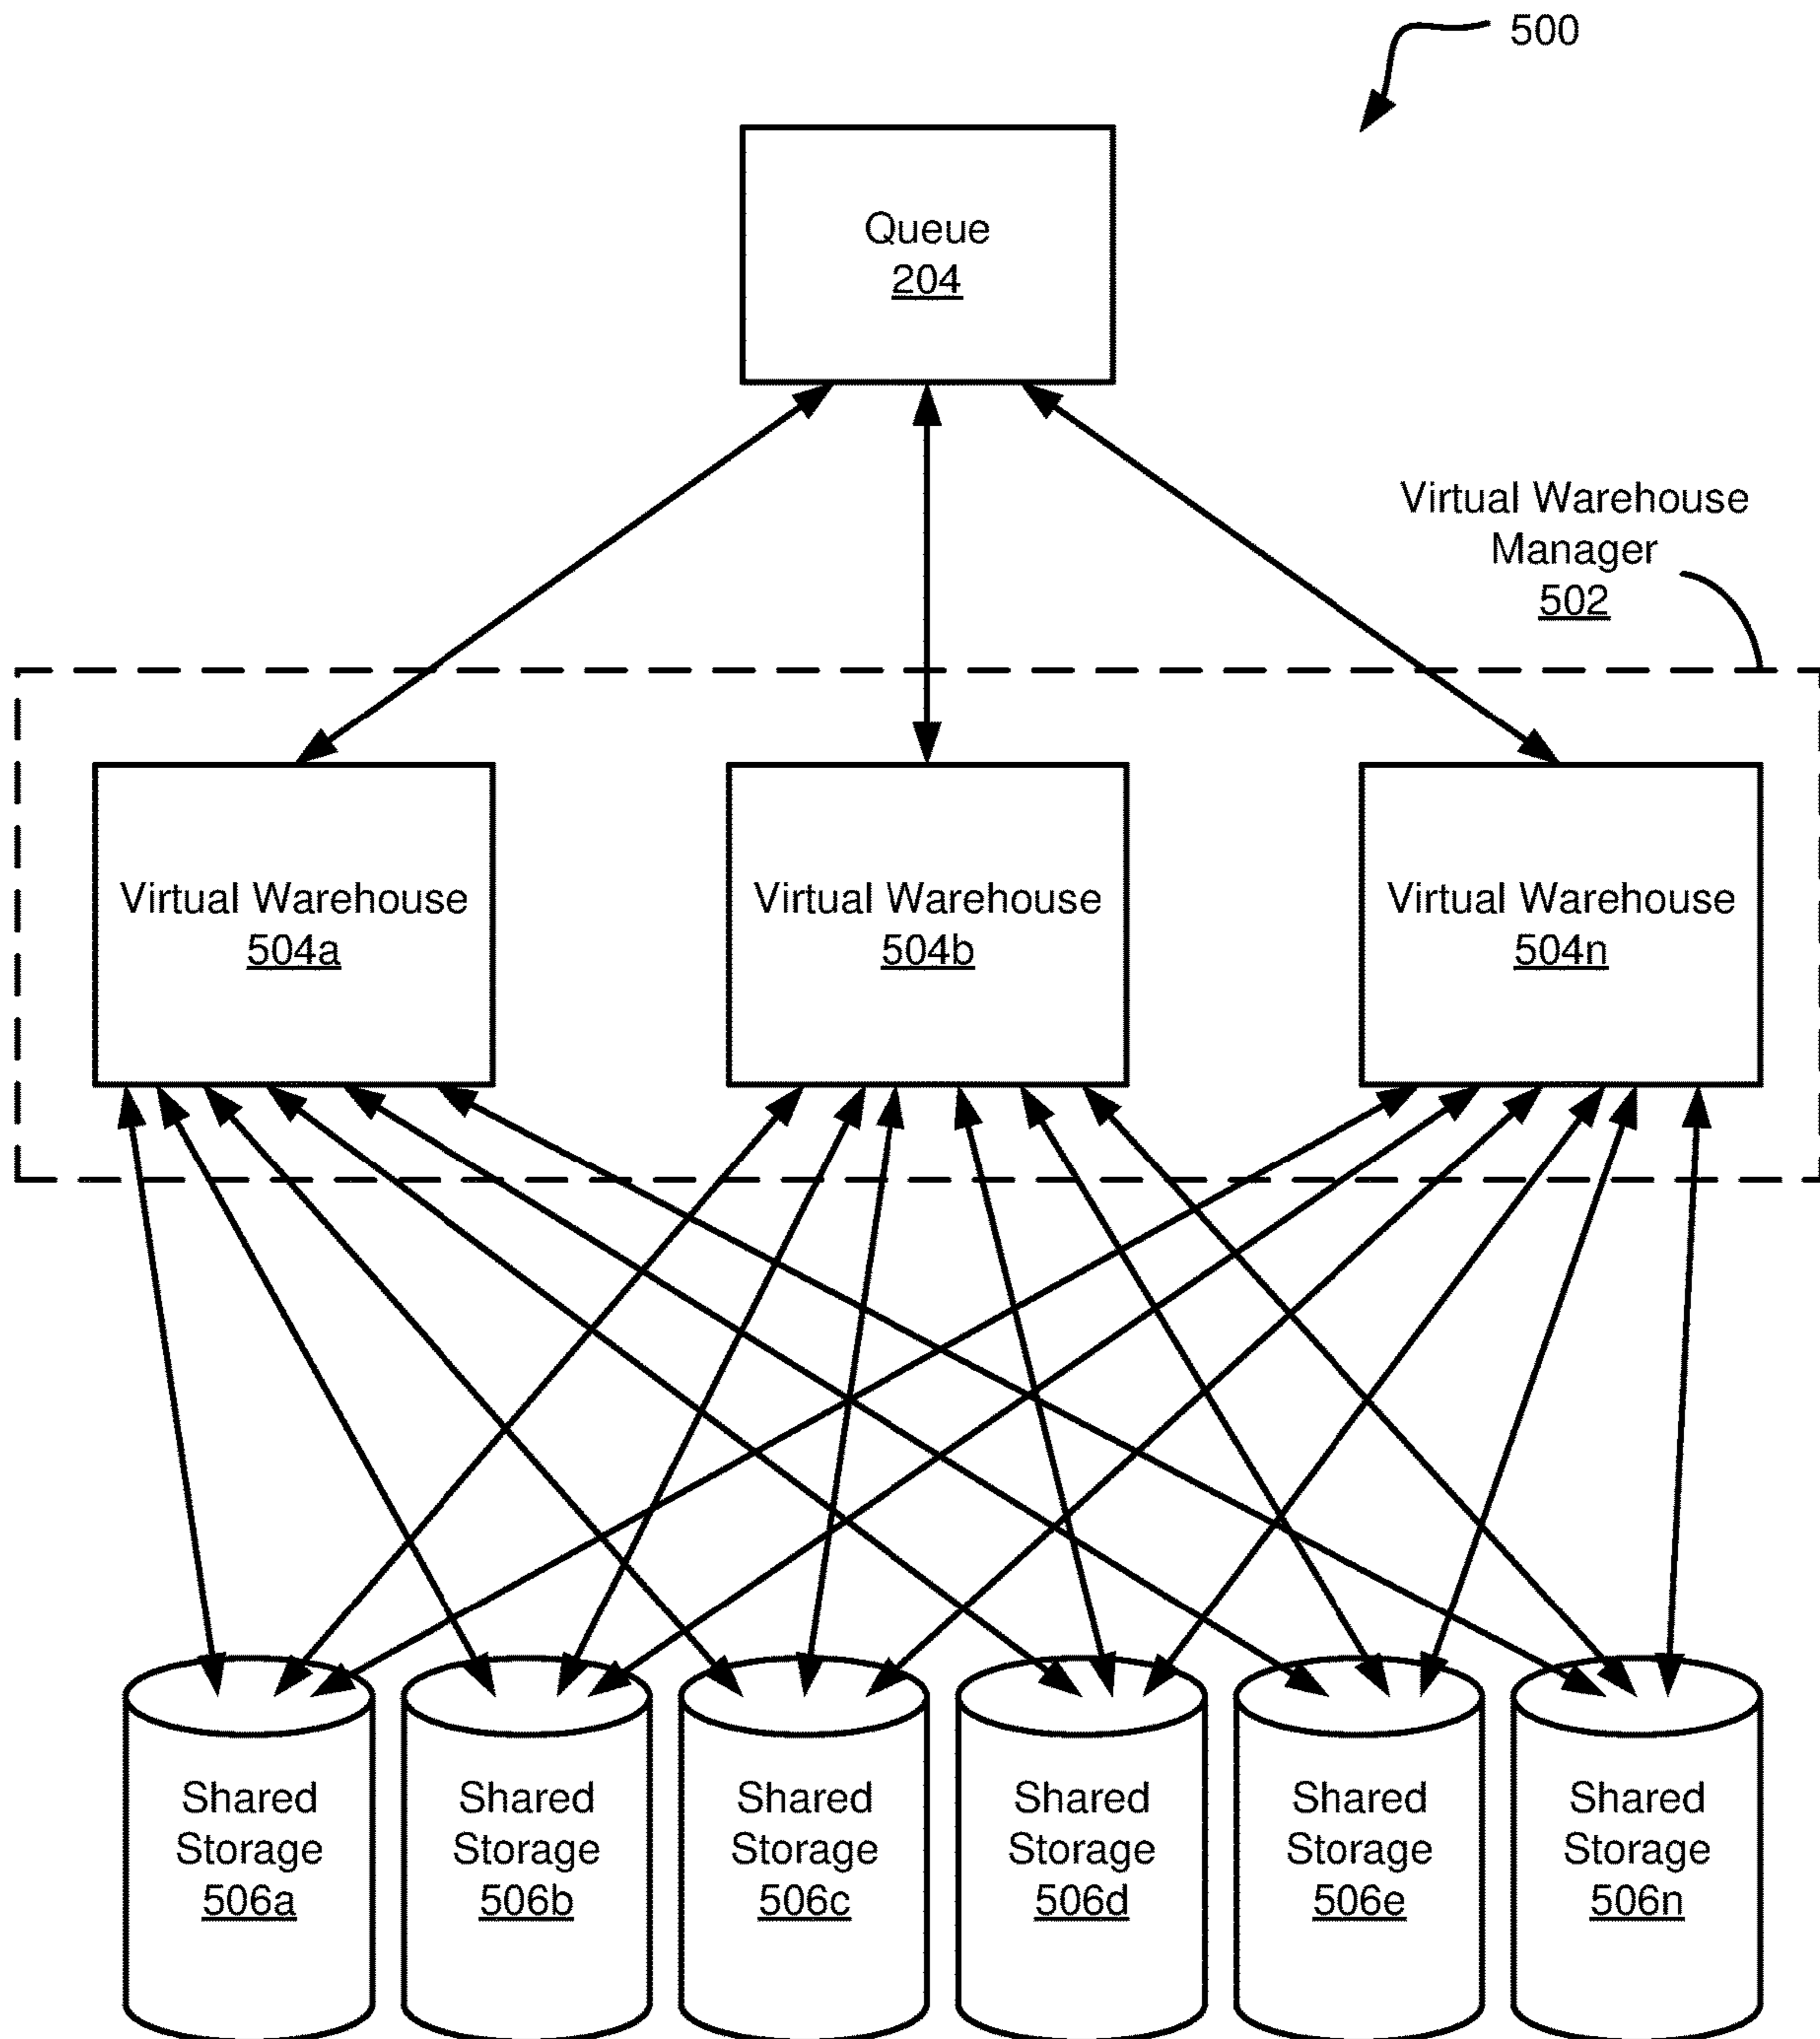 500
Queue
204
Virtual Warehouse
Manager
502
Virtual Warehouse
504a
Virtual Warehouse
504b
Virtual Warehouse
504n
Shared
Storage
506a
Shared
Storage
506b
Shared
Storage
506c
Shared
Storage
506d
Shared
Storage
506e
Shared
Storage
506n